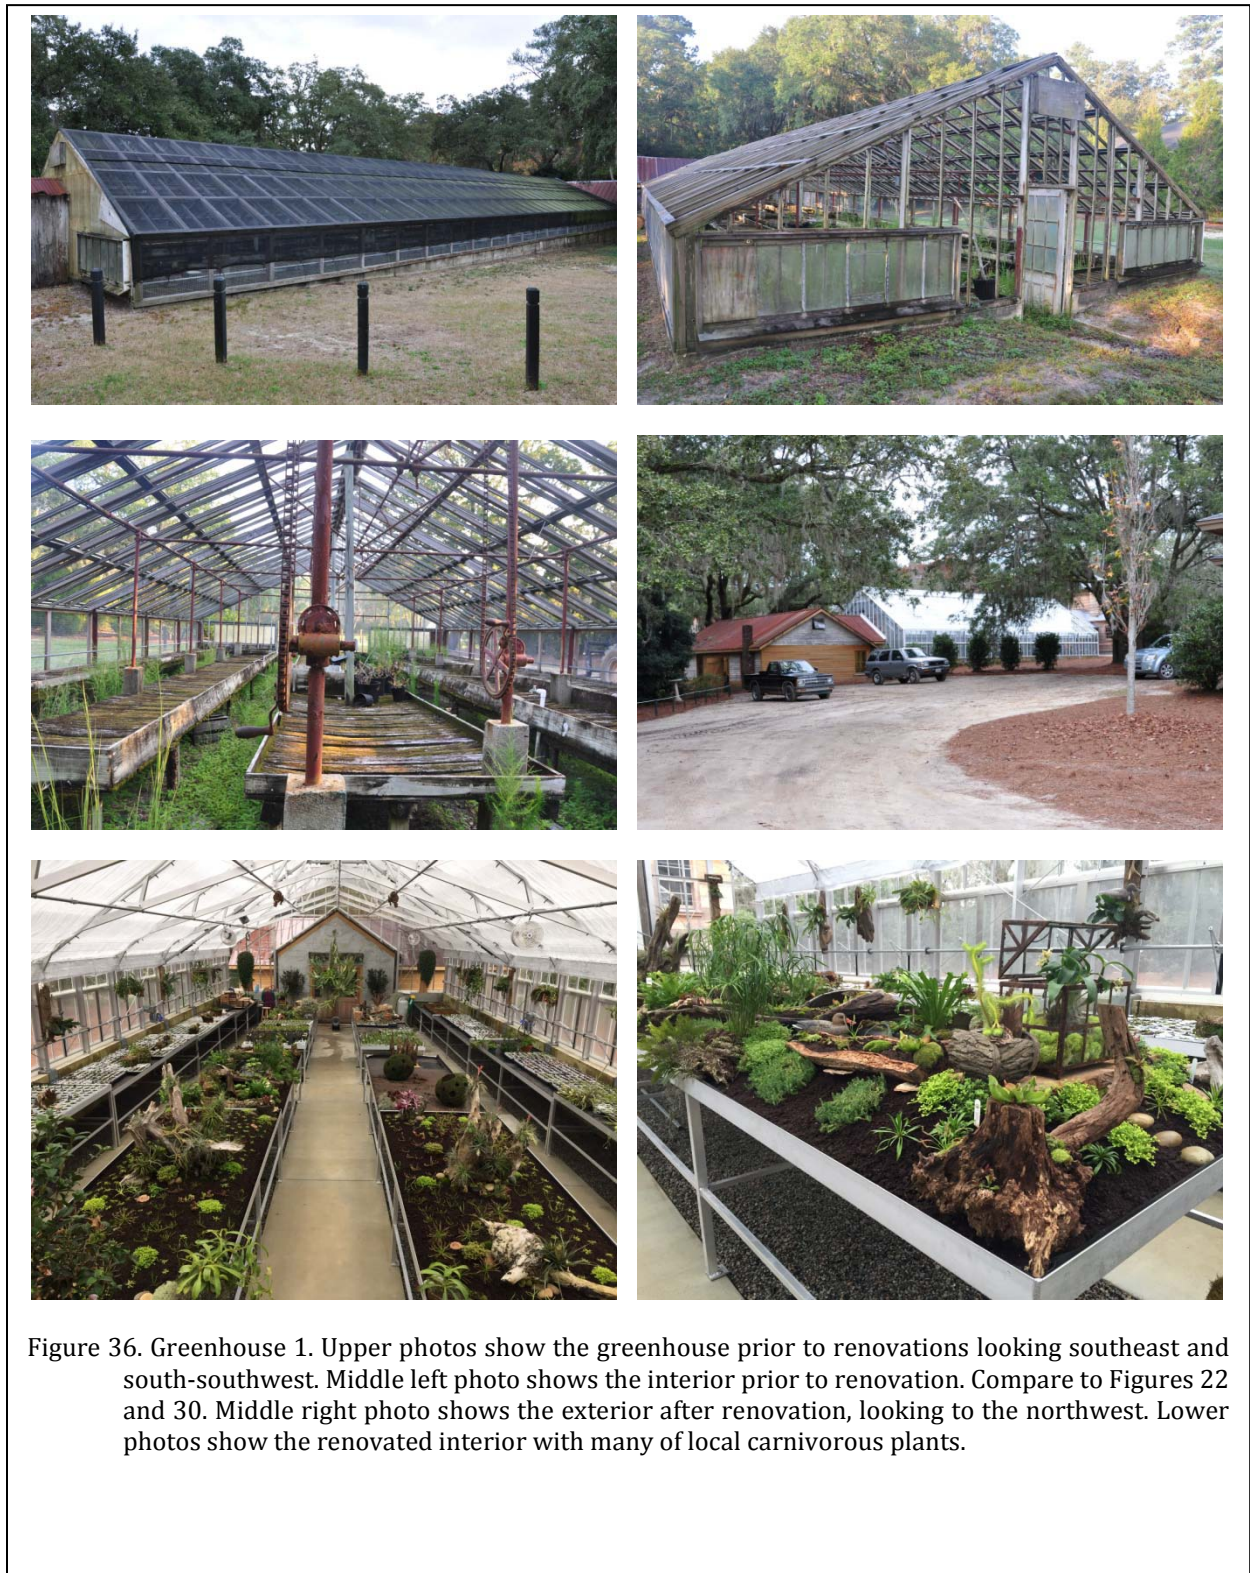 Figure 36. Greenhouse 1. Upper photos show the greenhouse prior to renovations looking southeast and
south-southwest. Middle left photo shows the interior prior to renovation. Compare to Figures 22
and 30. Middle right photo shows the exterior after renovation, looking to the northwest. Lower
photos show the renovated interior with many of local carnivorous plants.